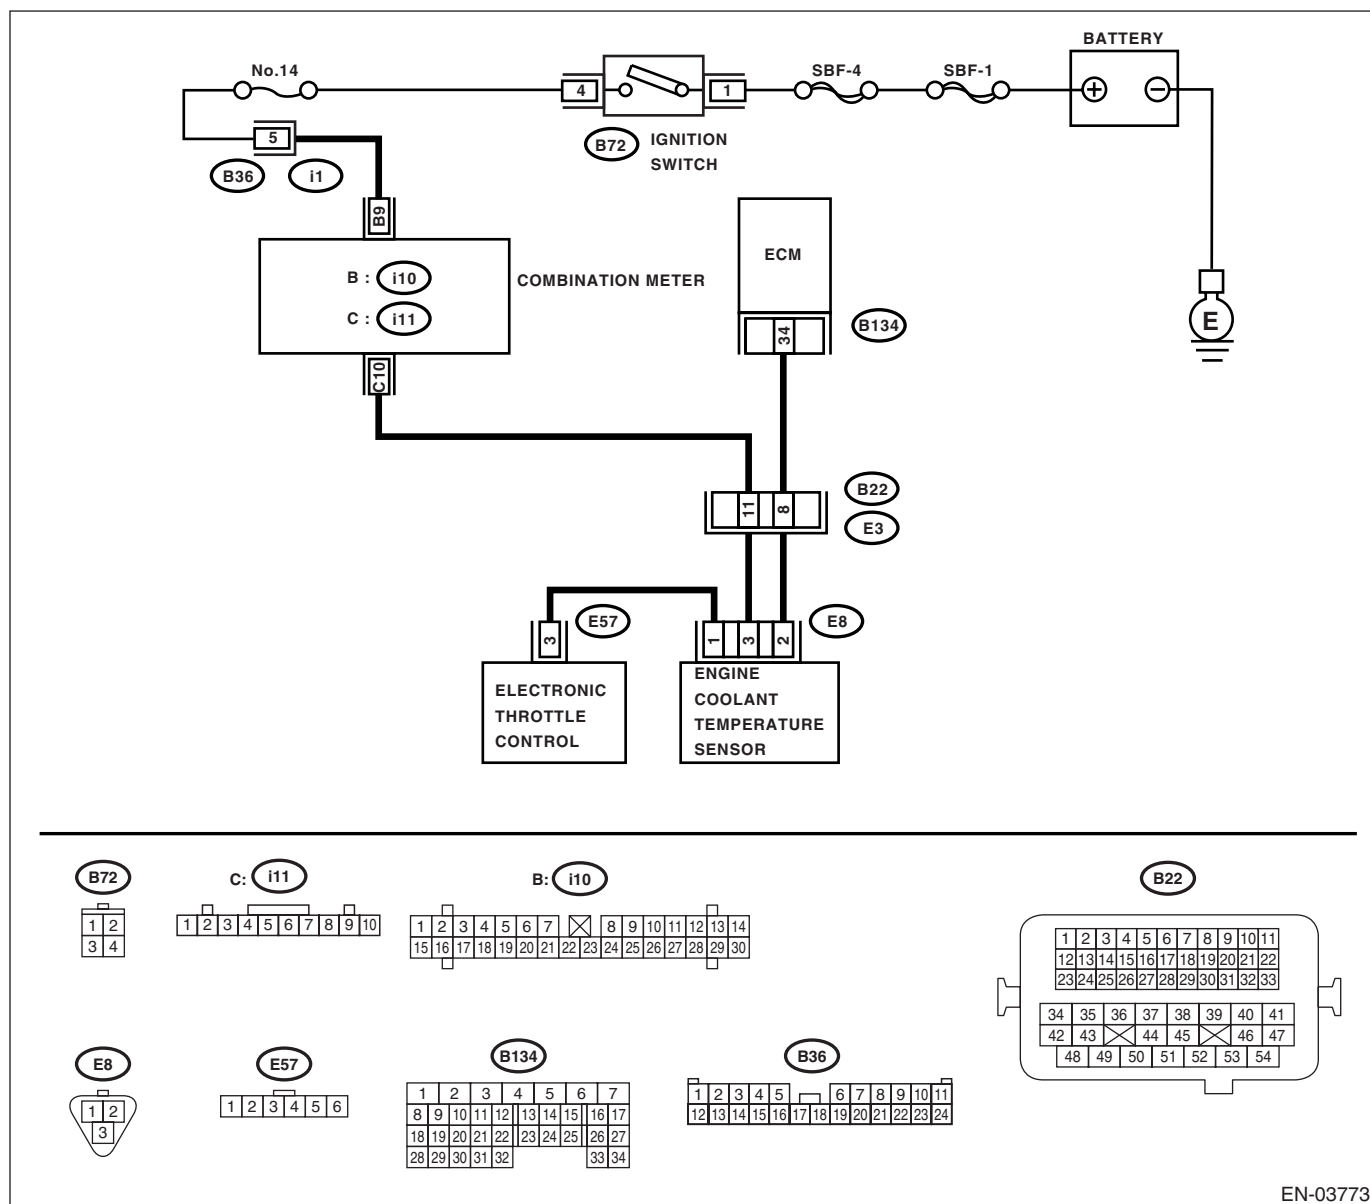 BATTERY
No.14
SBF-4
SBF-1
4
1
B72
IGNITION
SWITCH
5
B36
i1
B9
B : i10
C : i11
COMBINATION METER
C10
ECM
34
B134
E
11
8
B22
E3
E57
3
ELECTRONIC
THROTTLE
CONTROL
1
3
2
E8
ENGINE
COOLANT
TEMPERATURE
SENSOR
B72
1 2
3 4
C: i11
1 2 3 4 5 6 7 8 9 10
B: i10
1 2 3 4 5 6 7 8 9 10 11 12 13 14
15 16 17 18 19 20 21 22 23 24 25 26 27 28 29 30
B22
1 2 3 4 5 6 7 8 9 10 11
12 13 14 15 16 17 18 19 20 21 22
23 24 25 26 27 28 29 30 31 32 33
34 35 36 37 38 39 40 41
42 43 44 45 46 47
48 49 50 51 52 53 54
E8
1 2
3
E57
1 2 3 4 5 6
B134
1 2 3 4 5 6 7
8 9 10 11 12 13 14 15 16 17
18 19 20 21 22 23 24 25 26 27
28 29 30 31 32 33 34
B36
1 2 3 4 5 6 7 8 9 10 11
12 13 14 15 16 17 18 19 20 21 22 23 24
EN-03773